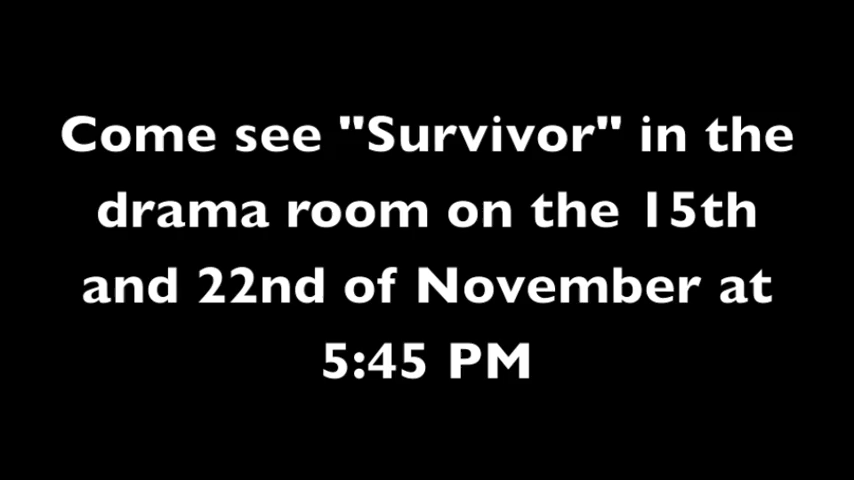 Come see "Survivor" in the
drama room on the 15th
and 22nd of November at
5:45 PM